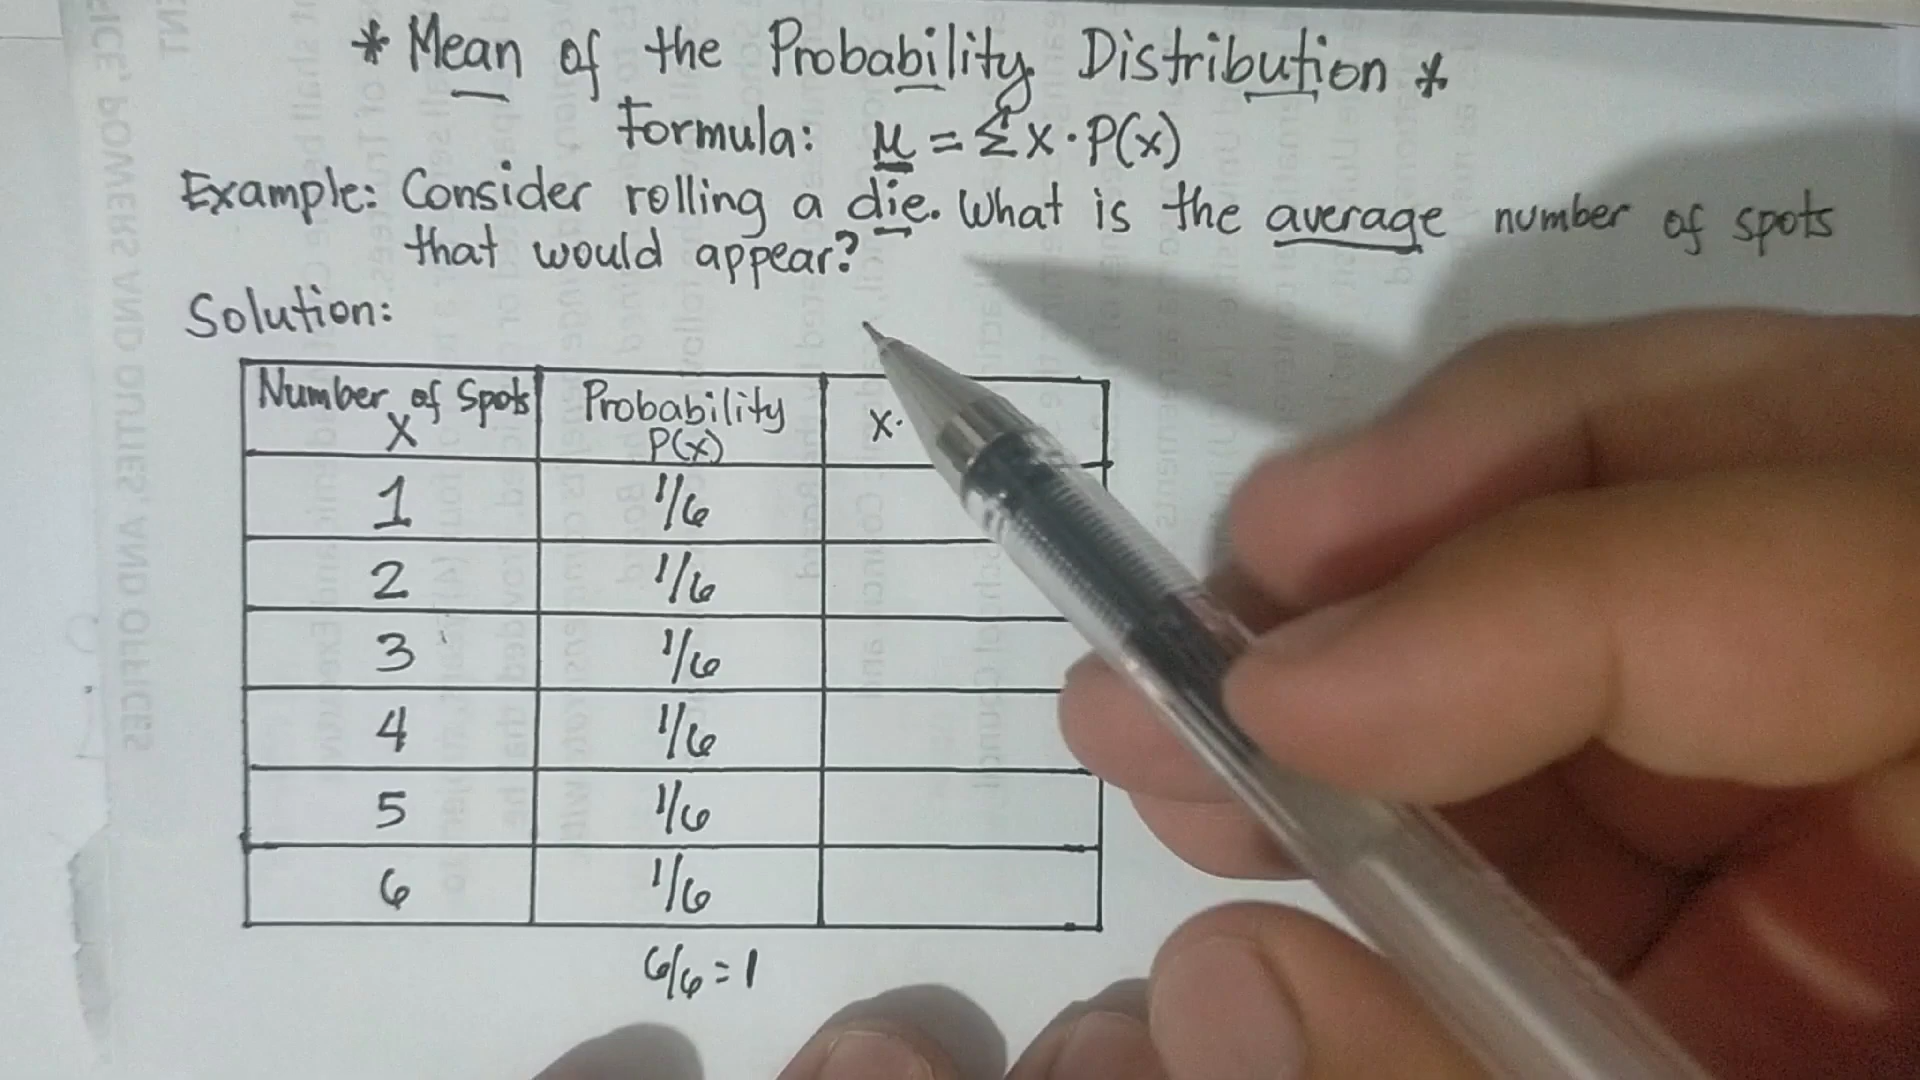 * Mean of the Probability Distribution *
Formula: μ = Σ X · P(x)
Example: Consider rolling a die. What is the average number of spots
that would appear?
Solution:
Number of Spots X
Probability P(x)
X·
1 1/6
2 1/6
3 1/6
4 1/6
5 1/6
6 1/6
6/6 = 1